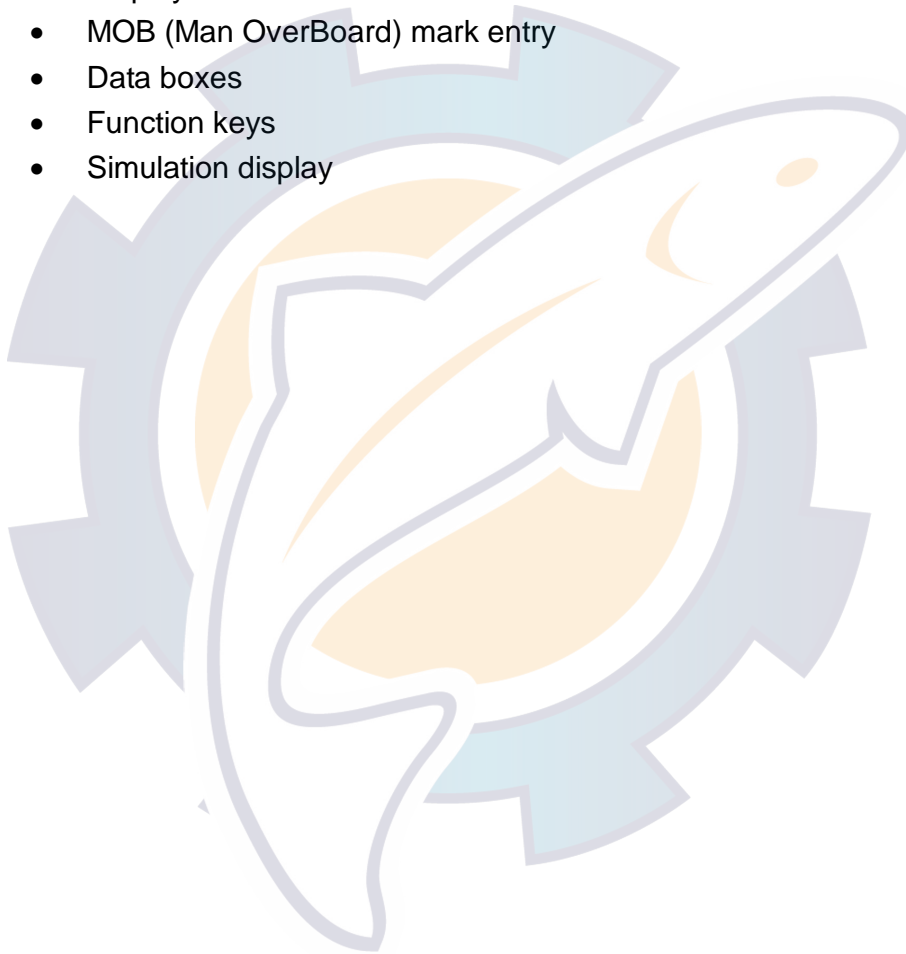 • MOB (Man OverBoard) mark entry
• Data boxes
• Function keys
• Simulation display